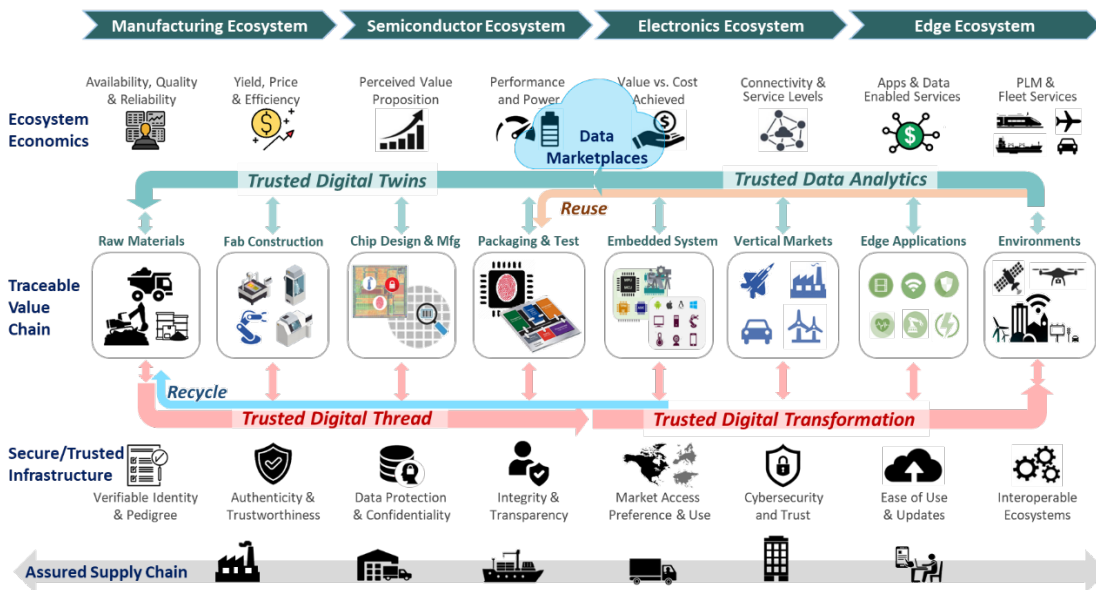 Manufacturing Ecosystem
Semiconductor Ecosystem
Electronics Ecosystem
Edge Ecosystem
Ecosystem
Economics
Availability, Quality
& Reliability
Yield, Price
& Efficiency
Perceived Value
Proposition
Performance
and Power
Value vs. Cost
Achieved
Connectivity &
Service Levels
Apps & Data
Enabled Services
PLM &
Fleet Services
Data
Marketplaces
Trusted Digital Twins
Trusted Data Analytics
Reuse
Traceable
Value
Chain
Raw Materials
Fab Construction
Chip Design & Mfg
Packaging & Test
Embedded System
Vertical Markets
Edge Applications
Environments
Recycle
Trusted Digital Thread
Trusted Digital Transformation
Secure/Trusted
Infrastructure
Verifiable Identity
& Pedigree
Authenticity &
Trustworthiness
Data Protection
& Confidentiality
Integrity &
Transparency
Market Access
Preference & Use
Cybersecurity
and Trust
Ease of Use
& Updates
Interoperable
Ecosystems
Assured Supply Chain